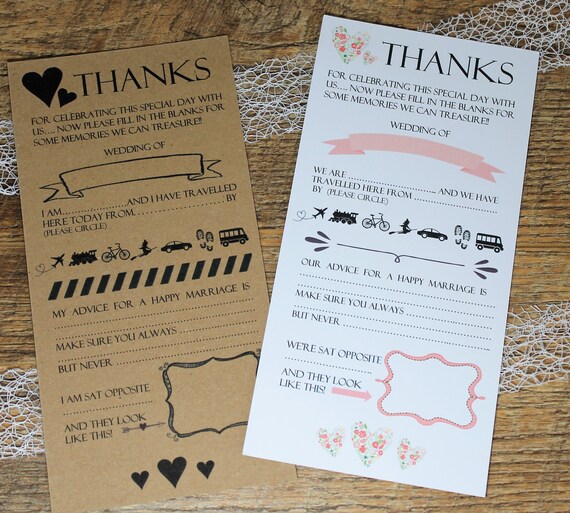 THANKS
FOR CELEBRATING THIS SPECIAL DAY WITH
US.... NOW PLEASE FILL IN THE BLANKS FOR
SOME MEMORIES WE CAN TREASURE!!
WEDDING OF
I AM..................AND I HAVE TRAVELLED
HERE TODAY FROM........................BY
(PLEASE CIRCLE)
MY ADVICE FOR A HAPPY MARRIAGE IS
MAKE SURE YOU ALWAYS
BUT NEVER
I AM SAT OPPOSITE
AND THEY LOOK
LIKE THIS!
THANKS
FOR CELEBRATING THIS SPECIAL DAY WITH
US.... NOW PLEASE FILL IN THE BLANKS FOR
SOME MEMORIES WE CAN TREASURE!!
WEDDING OF
WE ARE ........................ AND WE HAVE
TRAVELLED HERE FROM ........................
BY (PLEASE CIRCLE)
OUR ADVICE FOR A HAPPY MARRIAGE IS
MAKE SURE YOU ALWAYS
BUT NEVER
WE'RE SAT OPPOSITE
AND THEY LOOK
LIKE THIS!